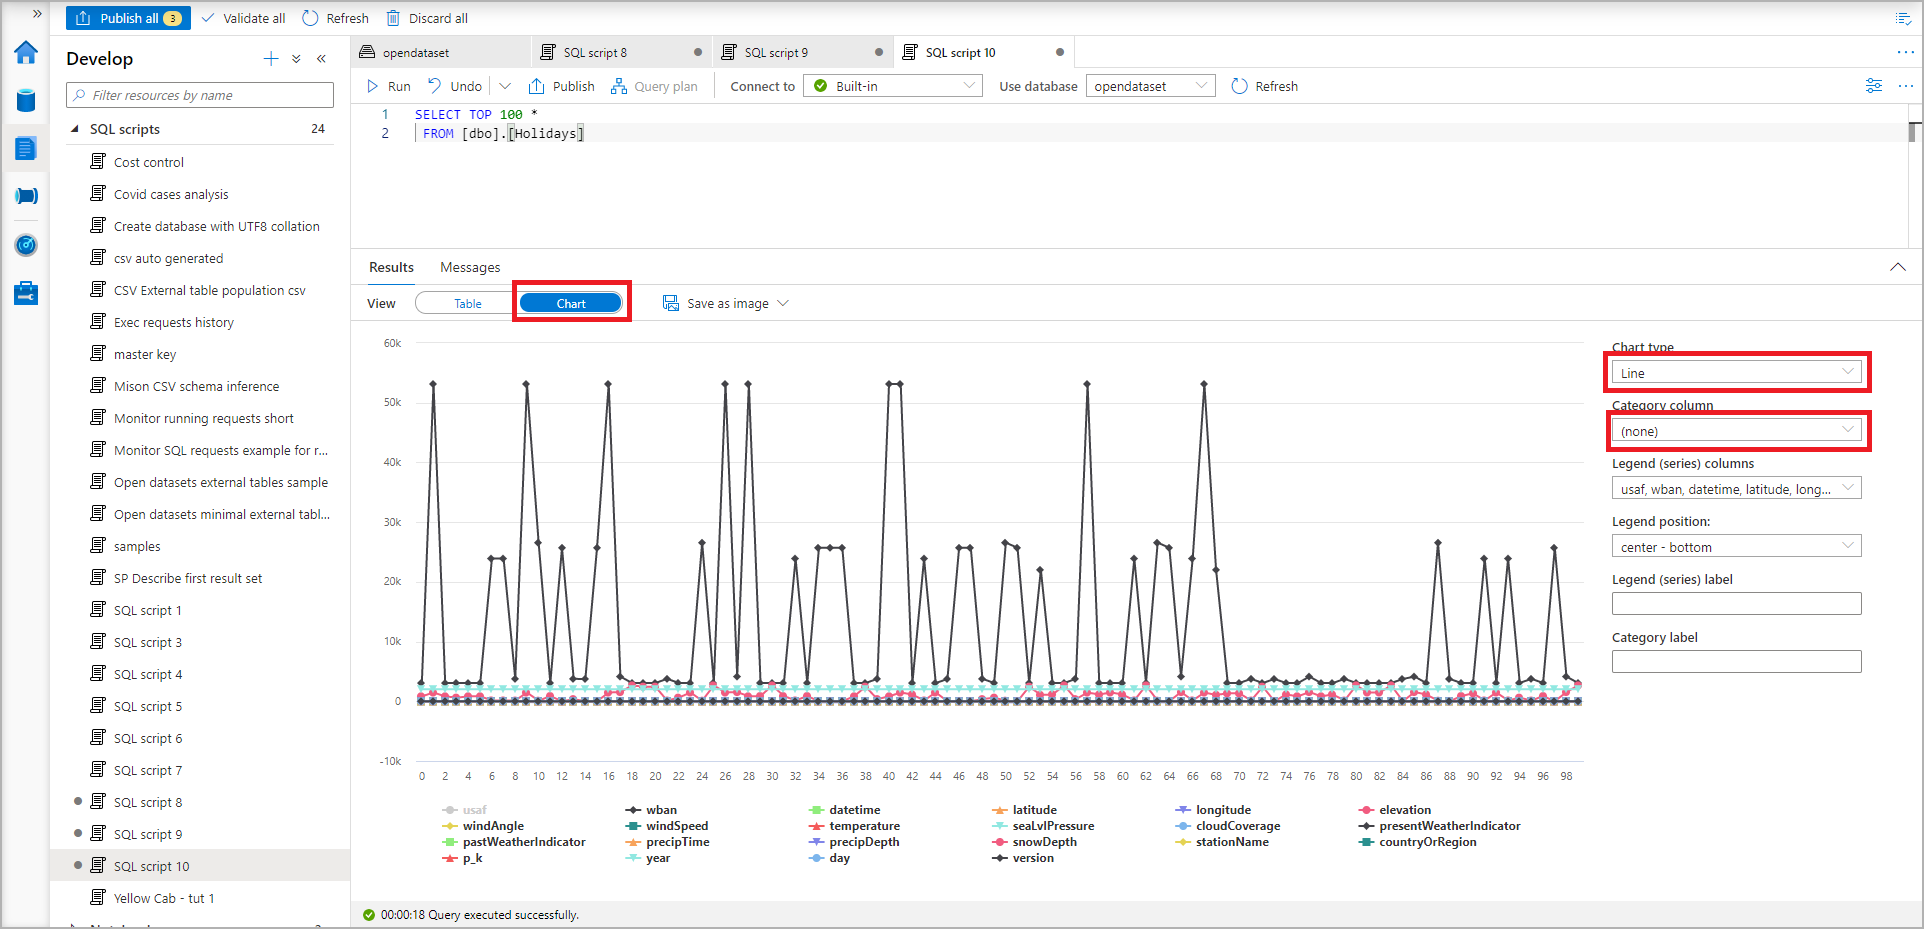 » Publish all 3 Validate all Refresh Discard all
Develop
Filter resources by name
SQL scripts 24
Cost control
Covid cases analysis
Create database with UTF8 collation
csv auto generated
CSV External table population csv
Exec requests history
master key
Mison CSV schema inference
Monitor running requests short
Monitor SQL requests example for r...
Open datasets external tables sample
Open datasets minimal external tabl...
samples
SP Describe first result set
SQL script 1
SQL script 3
SQL script 4
SQL script 5
SQL script 6
SQL script 7
SQL script 8
SQL script 9
SQL script 10
Yellow Cab - tut 1
opendataset SQL script 8 SQL script 9 SQL script 10
Run Undo Publish Query plan Connect to Built-in Use database opendataset Refresh
1 SELECT TOP 100 *
2 FROM [dbo].[Holidays]
Results Messages
View Table Chart Save as image
60k
50k
40k
30k
20k
10k
0
-10k
0 2 4 6 8 10 12 14 16 18 20 22 24 26 28 30 32 34 36 38 40 42 44 46 48 50 52 54 56 58 60 62 64 66 68 70 72 74 76 78 80 82 84 86 88 90 92 94 96 98
usaf wban datetime latitude longitude elevation
windAngle windSpeed temperature seaLvlPressure cloudCoverage presentWeatherIndicator
pastWeatherIndicator precipTime precipDepth snowDepth stationName countryOrRegion
p_k year day version
Chart type
Line
Category column
(none)
Legend (series) columns
usaf, wban, datetime, latitude, long...
Legend position:
center - bottom
Legend (series) label
Category label
00:00:18 Query executed successfully.